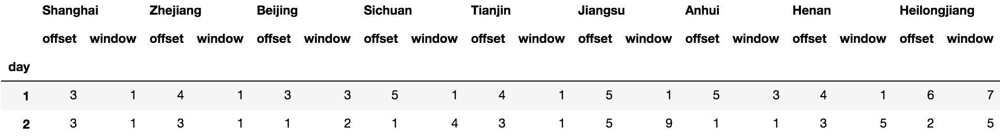 Shanghai Zhejiang Beijing Sichuan Tianjin Jiangsu Anhui Henan Heilongjiang
offset window offset window offset window offset window offset window offset window offset window offset window offset window
day
1 3 1 4 1 3 3 5 1 4 1 5 1 5 3 4 1 6 7
2 3 1 3 1 1 2 1 4 3 1 5 9 1 1 3 5 2 5